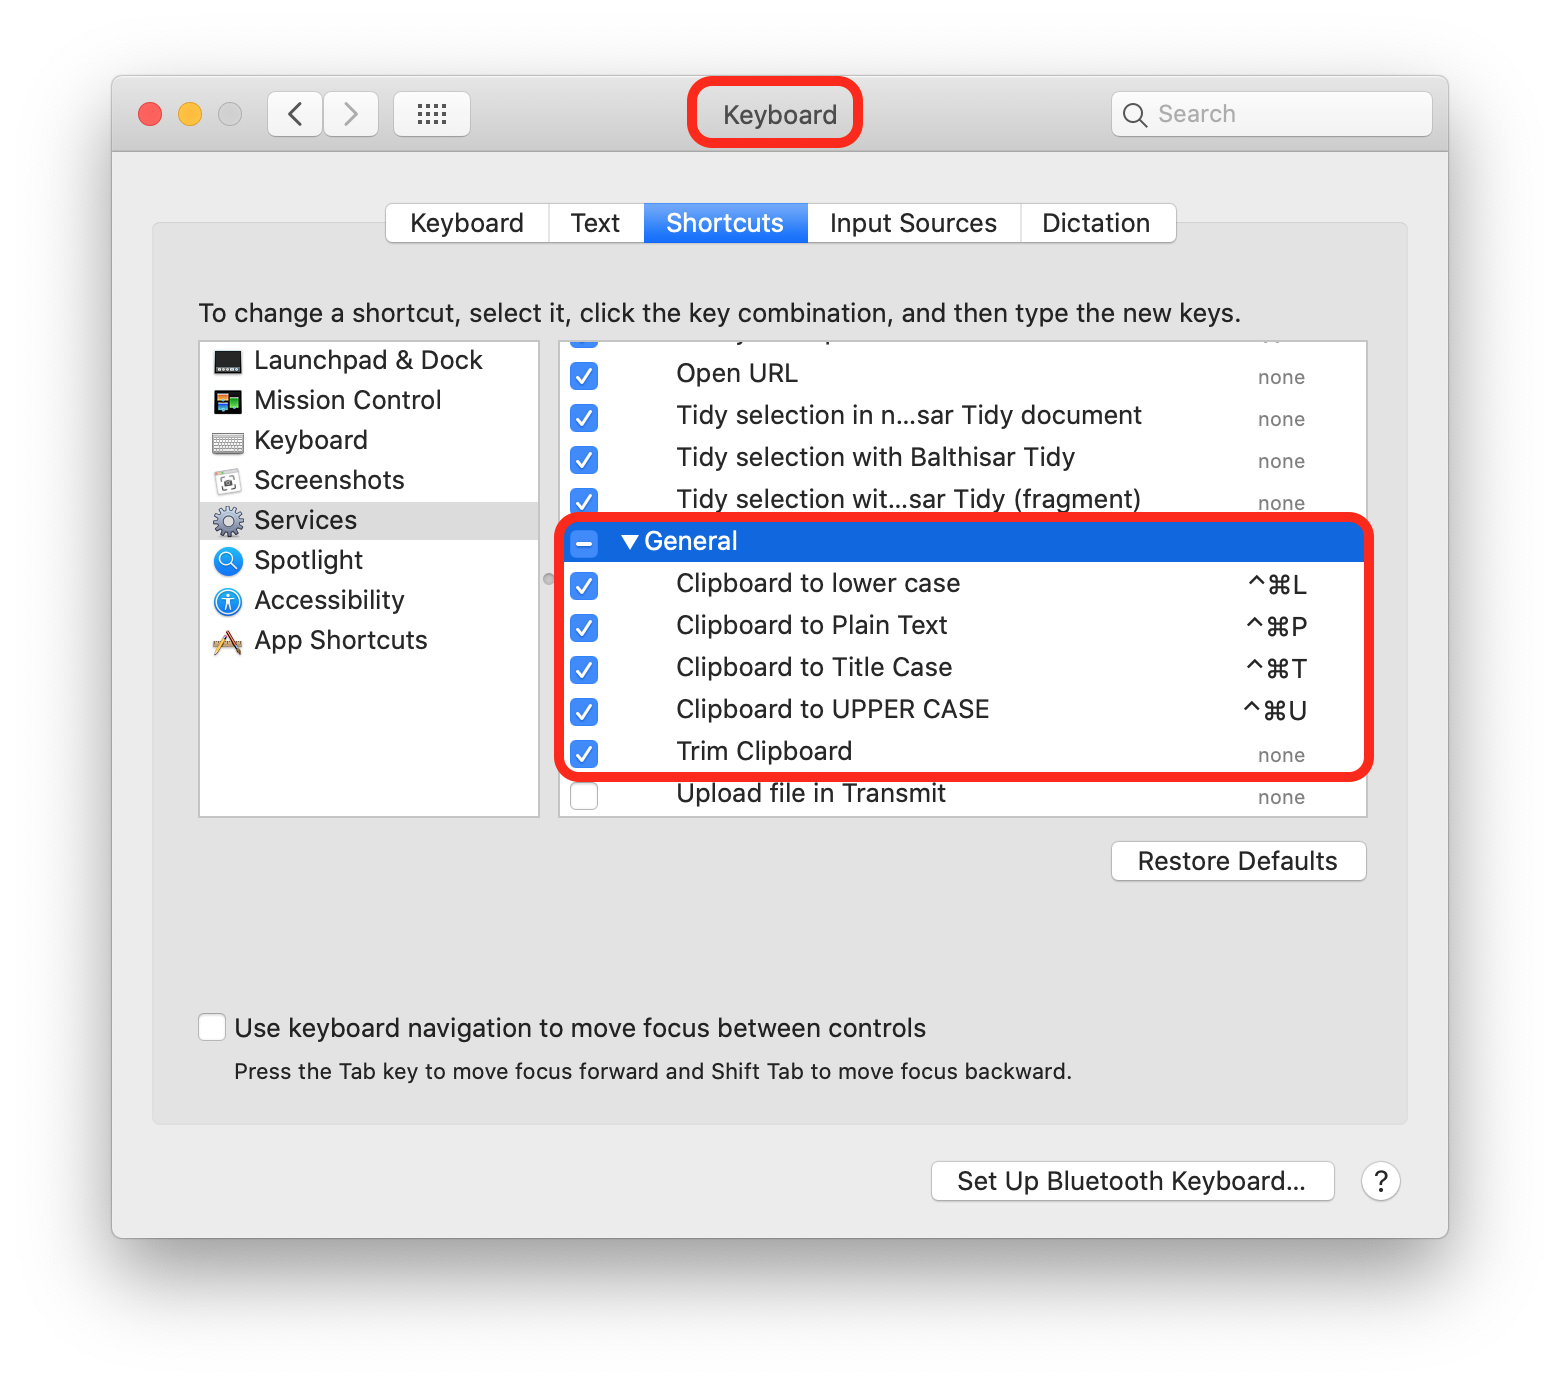 Keyboard
Search
Keyboard Text Shortcuts Input Sources Dictation
To change a shortcut, select it, click the key combination, and then type the new keys.
Launchpad & Dock
Mission Control
Keyboard
Screenshots
Services
Spotlight
Accessibility
App Shortcuts
Open URL none
Tidy selection in n...sar Tidy document none
Tidy selection with Balthisar Tidy none
Tidy selection wit...sar Tidy (fragment) none
▼ General
Clipboard to lower case ^⌘L
Clipboard to Plain Text ^⌘P
Clipboard to Title Case ^⌘T
Clipboard to UPPER CASE ^⌘U
Trim Clipboard none
Upload file in Transmit none
Restore Defaults
Use keyboard navigation to move focus between controls
Press the Tab key to move focus forward and Shift Tab to move focus backward.
Set Up Bluetooth Keyboard... ?